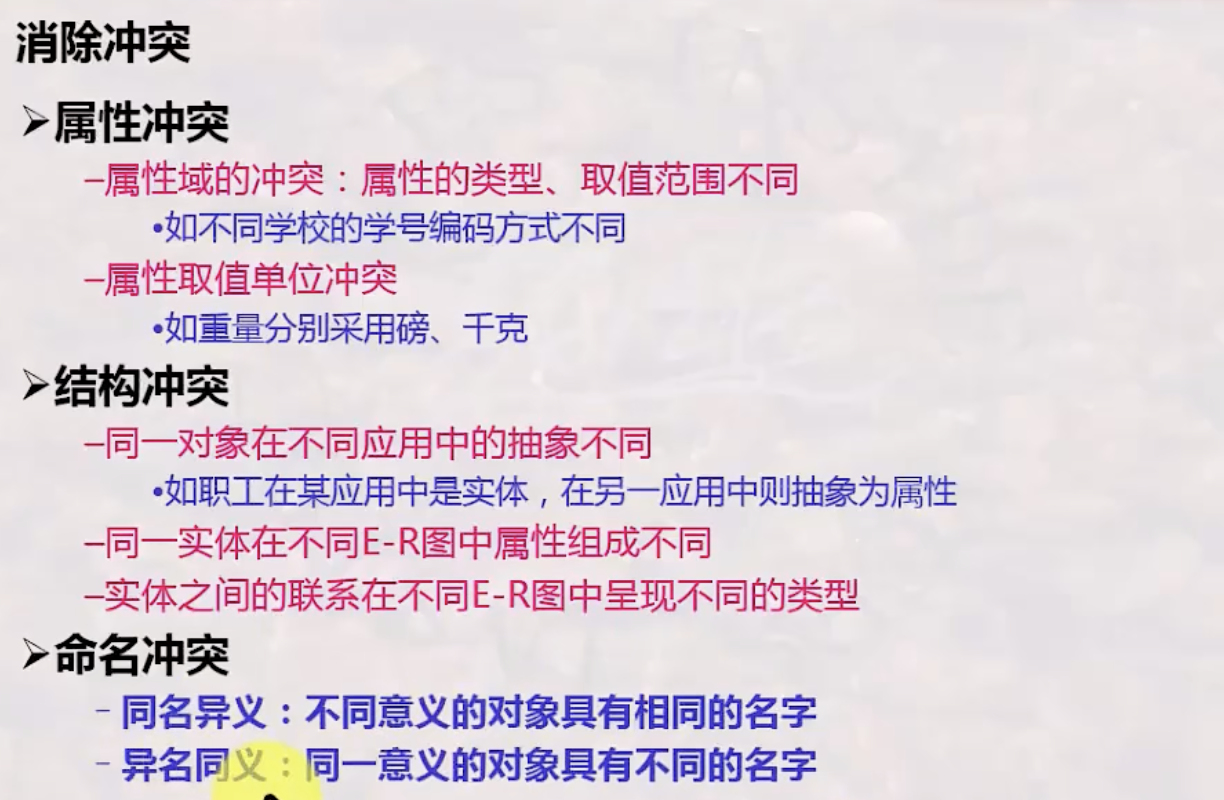 消除冲突
➢属性冲突
–属性域的冲突：属性的类型、取值范围不同
•如不同学校的学号编码方式不同
–属性取值单位冲突
•如重量分别采用磅、千克
➢结构冲突
–同一对象在不同应用中的抽象不同
•如职工在某应用中是实体，在另一应用中则抽象为属性
–同一实体在不同E-R图中属性组成不同
–实体之间的联系在不同E-R图中呈现不同的类型
➢命名冲突
–同名异义：不同意义的对象具有相同的名字
–异名同义：同一意义的对象具有不同的名字